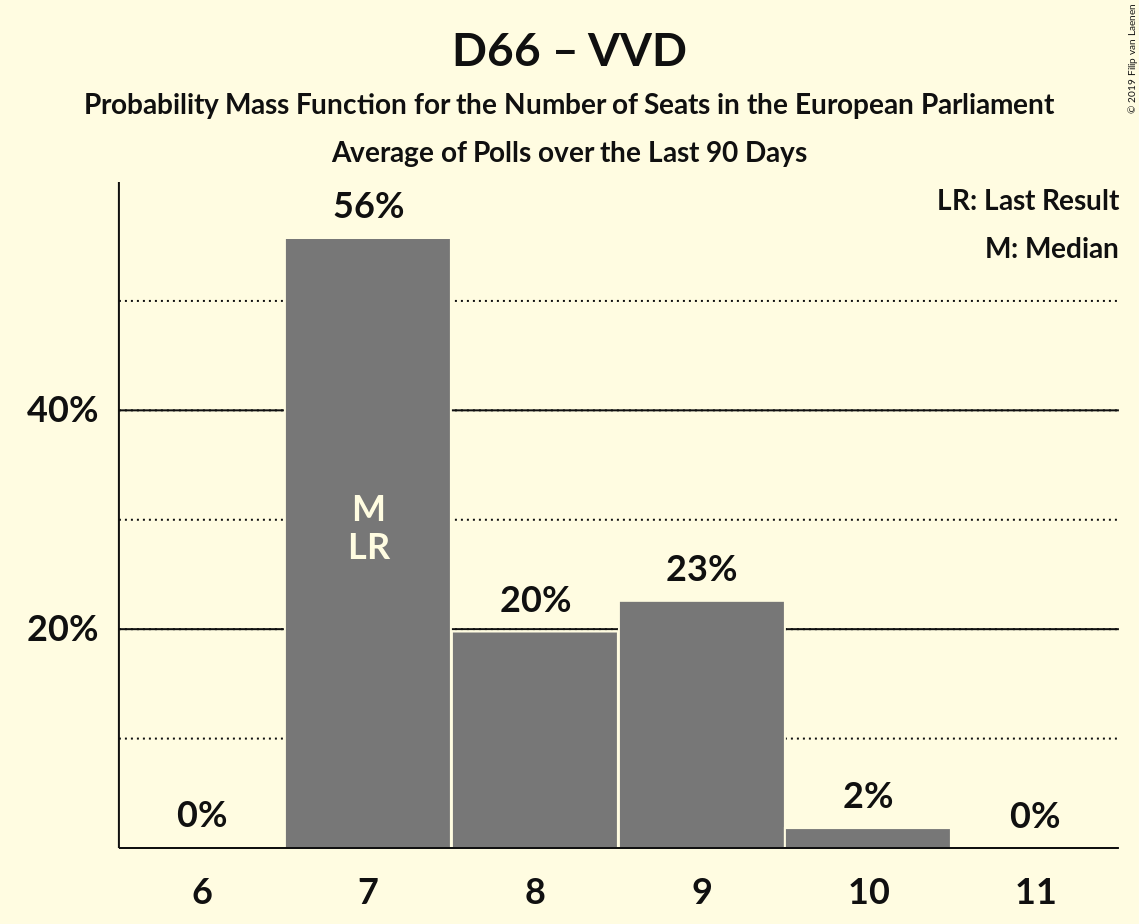 D66 – VVD
Probability Mass Function for the Number of Seats in the European Parliament
Average of Polls over the Last 90 Days
© 2019 Filip van Laenen
LR: Last Result
M: Median
56%
40%
M
LR
23%
20%
20%
2%
0%
0%
6 7 8 9 10 11